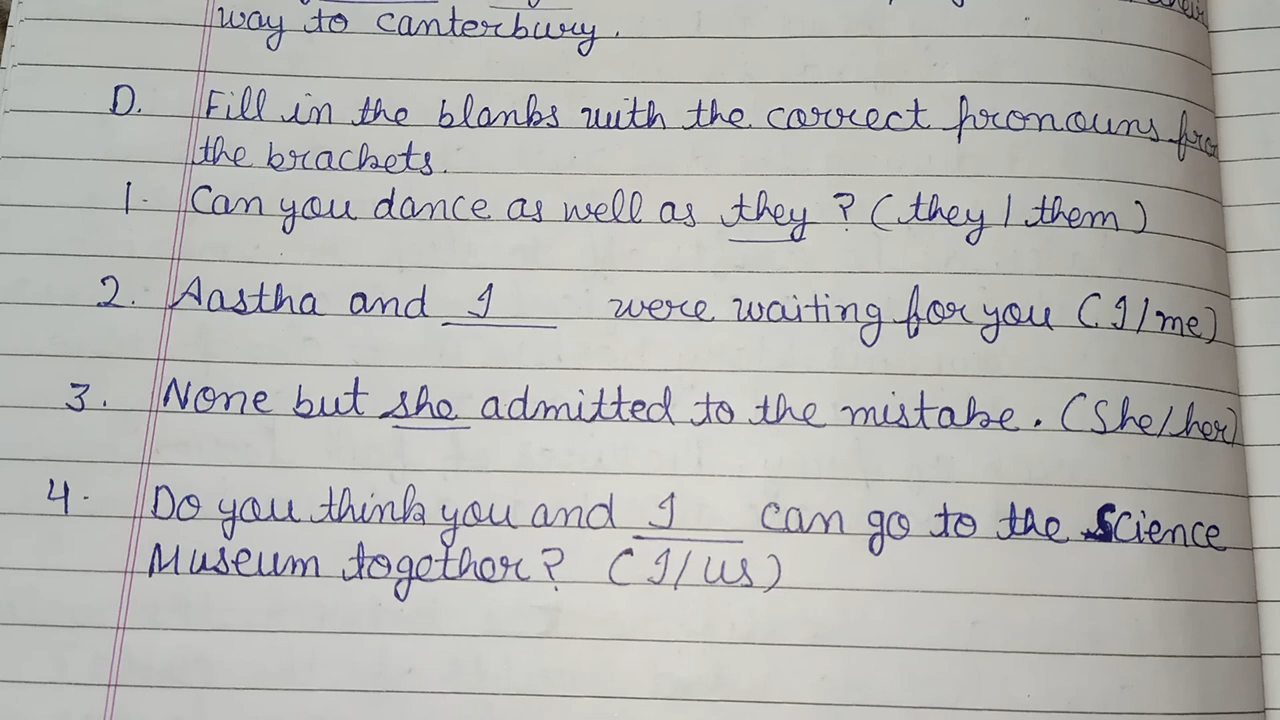 way to canterbury.
D. Fill in the blanks with the correct pronouns
the brackets.
1. Can you dance as well as they ? (they / them)
2. Aastha and I were waiting for you (I/me)
3. None but she admitted to the mistake. (She/her)
4. Do you think you and I can go to the Science
Museum together? (I/us)